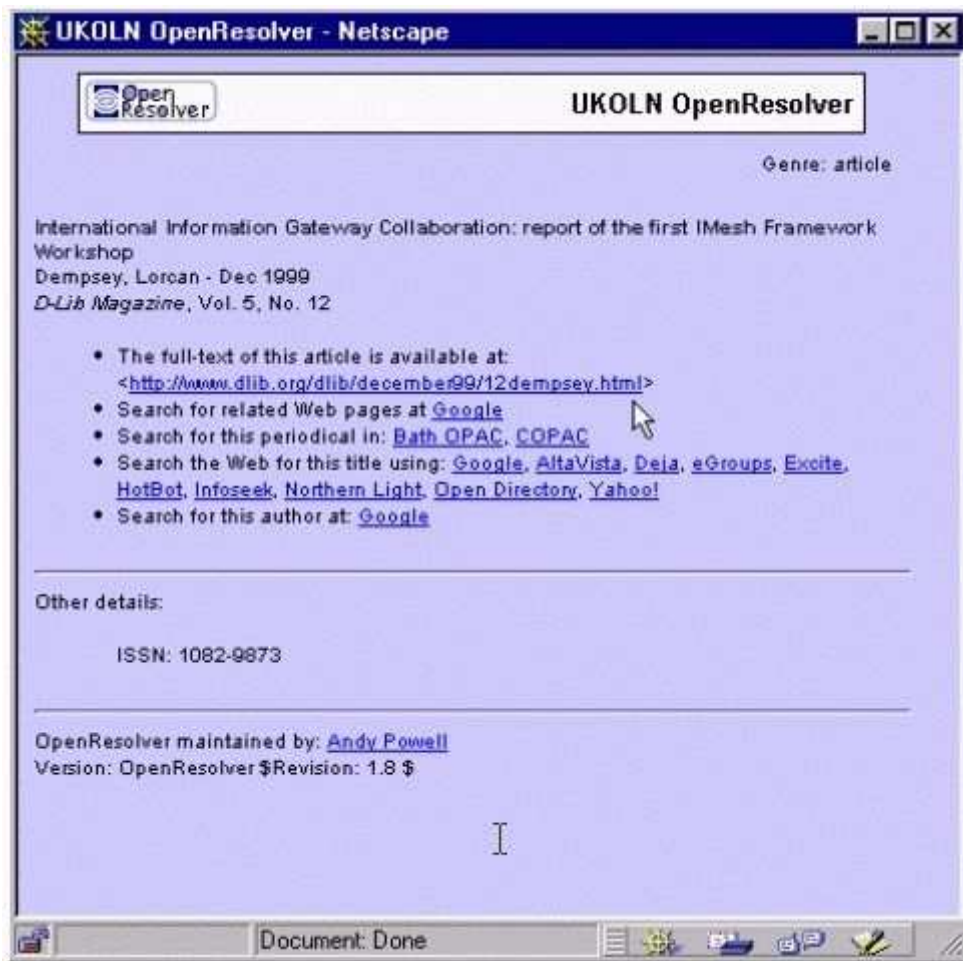 UKOLN OpenResolver - Netscape
Open
Resolver
UKOLN OpenResolver
Genre: article
International Information Gateway Collaboration: report of the first IMesh Framework
Workshop
Dempsey, Lorcan - Dec 1999
D-Lib Magazine, Vol. 5, No. 12
• The full-text of this article is available at:
<http://www.dlib.org/dlib/december99/12dempsey.html>
• Search for related Web pages at Google
• Search for this periodical in: Bath OPAC, COPAC
• Search the Web for this title using: Google, AltaVista, Deja, eGroups, Excite,
HotBot, Infoseek, Northern Light, Open Directory, Yahoo!
• Search for this author at: Google
Other details:
ISSN: 1082-9873
OpenResolver maintained by: Andy Powell
Version: OpenResolver $Revision: 1.8 $
Document: Done